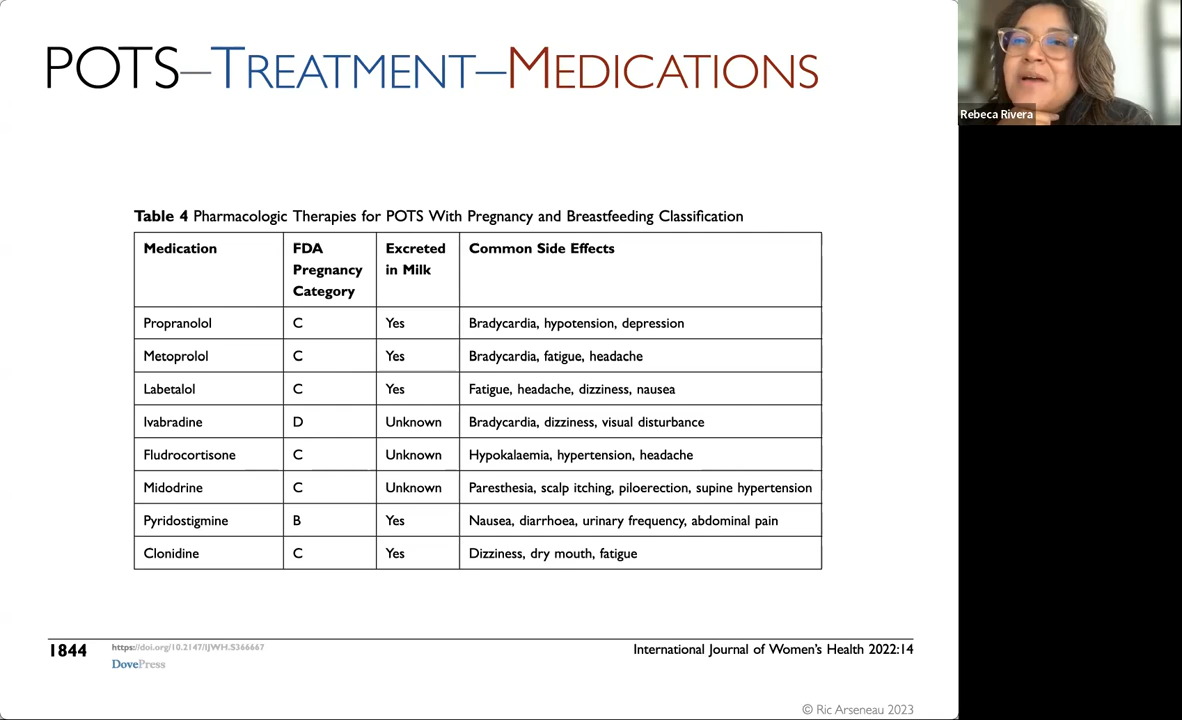 POTS–TREATMENT–MEDICATIONS
Rebeca Rivera
Table 4 Pharmacologic Therapies for POTS With Pregnancy and Breastfeeding Classification
Medication FDA Pregnancy Category Excreted in Milk Common Side Effects
Propranolol C Yes Bradycardia, hypotension, depression
Metoprolol C Yes Bradycardia, fatigue, headache
Labetalol C Yes Fatigue, headache, dizziness, nausea
Ivabradine D Unknown Bradycardia, dizziness, visual disturbance
Fludrocortisone C Unknown Hypokalaemia, hypertension, headache
Midodrine C Unknown Paresthesia, scalp itching, piloerection, supine hypertension
Pyridostigmine B Yes Nausea, diarrhoea, urinary frequency, abdominal pain
Clonidine C Yes Dizziness, dry mouth, fatigue
1844 https://doi.org/10.2147/IJWH.S366667 International Journal of Women's Health 2022:14
DovePress
© Ric Arseneau 2023